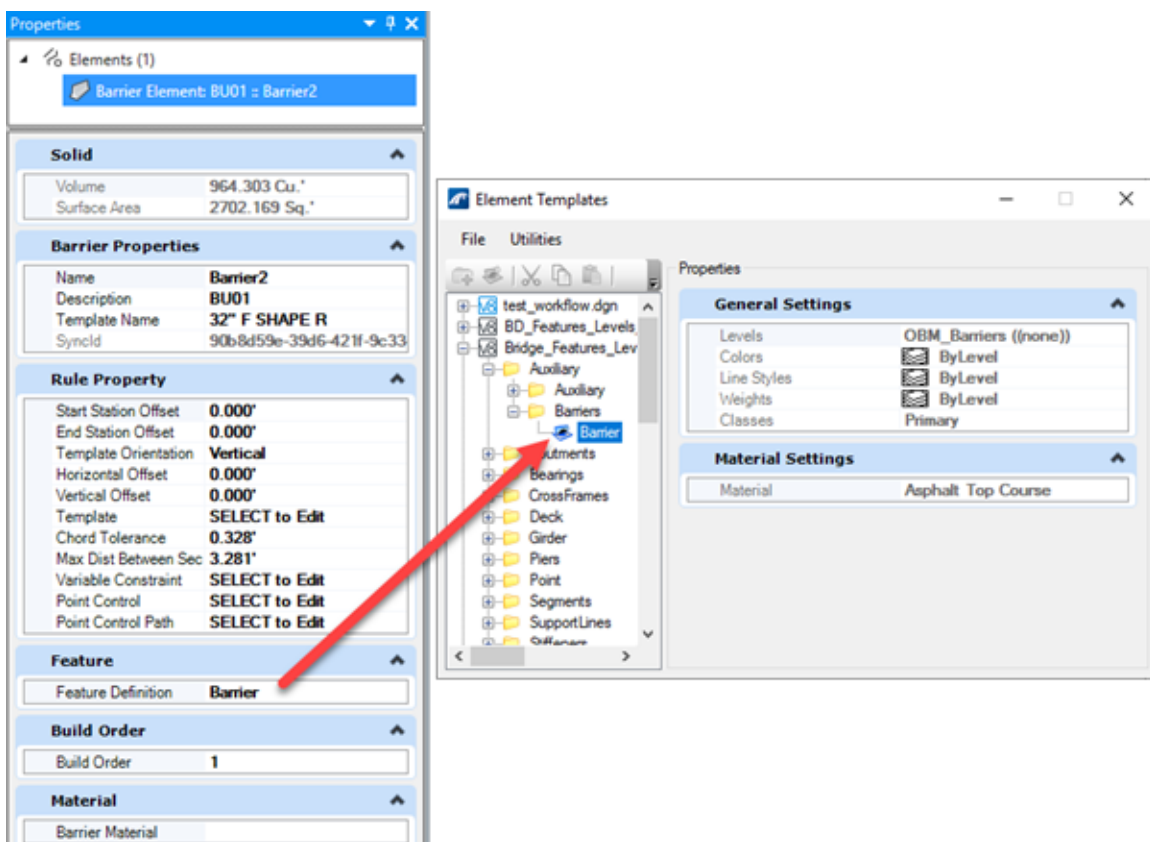 Properties
Elements (1)
Barrier Element: BU01 :: Barrier2
Solid
Volume 964.303 Cu.'
Surface Area 2702.169 Sq.'
Barrier Properties
Name Barrier2
Description BU01
Template Name 32" F SHAPE R
SyncId 90b8d59e-39d6-421f-9c33
Rule Property
Start Station Offset 0.000'
End Station Offset 0.000'
Template Orientation Vertical
Horizontal Offset 0.000'
Vertical Offset 0.000'
Template SELECT to Edit
Chord Tolerance 0.328'
Max Dist Between Sec 3.281'
Variable Constraint SELECT to Edit
Point Control SELECT to Edit
Point Control Path SELECT to Edit
Feature
Feature Definition Barrier
Build Order
Build Order 1
Material
Barrier Material
Element Templates
File Utilities
test_workflow.dgn
BD_Features_Levels
Bridge_Features_Lev
Auxiliary
Auxiliary
Barriers
Barrier
utments
Bearings
CrossFrames
Deck
Girder
Piers
Point
Segments
SupportLines
Properties
General Settings
Levels OBM_Barriers ((none))
Colors ByLevel
Line Styles ByLevel
Weights ByLevel
Classes Primary
Material Settings
Material Asphalt Top Course